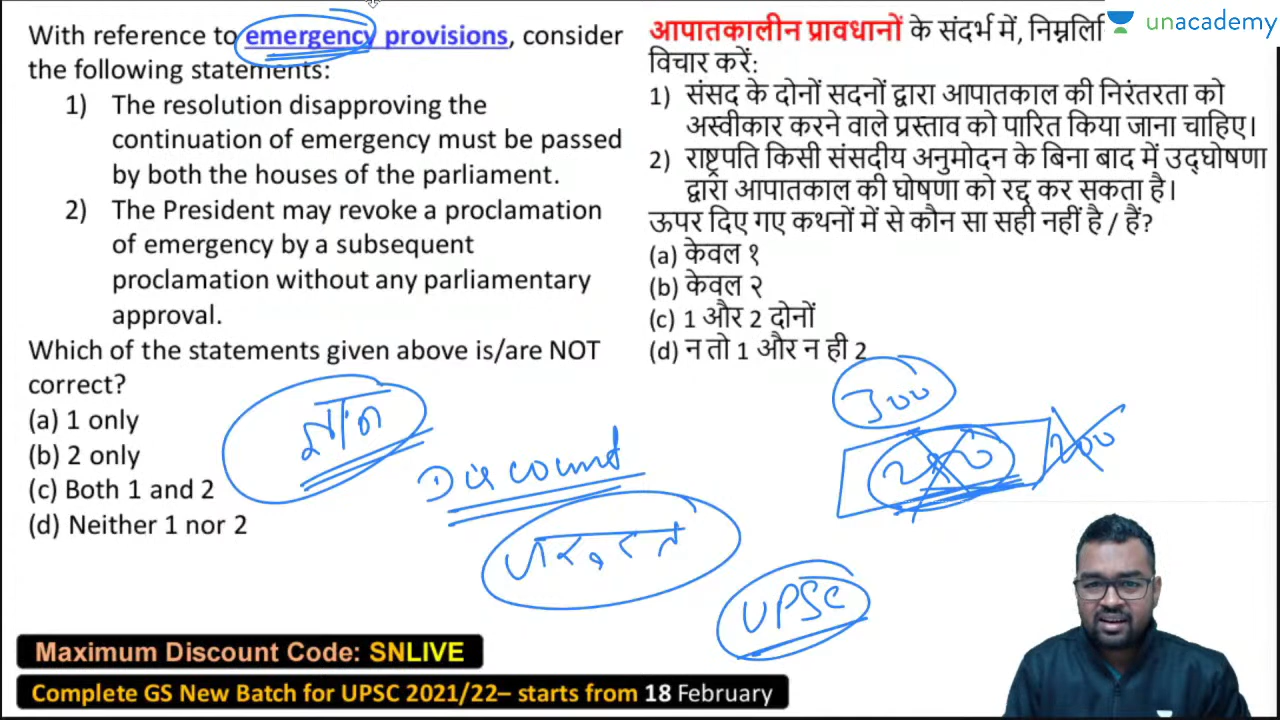 With reference to emergency provisions, consider
the following statements:
1) The resolution disapproving the
continuation of emergency must be passed
by both the houses of the parliament.
2) The President may revoke a proclamation
of emergency by a subsequent
proclamation without any parliamentary
approval.
Which of the statements given above is/are NOT
correct?
(a) 1 only
(b) 2 only
(c) Both 1 and 2
(d) Neither 1 nor 2
आपातकालीन प्रावधानों के संदर्भ में,
विचार करें:
1) संसद के दोनों सदनों द्वारा आपातकाल की निरंतरता को
अस्वीकार करने वाले प्रस्ताव को पारित किया जाना चाहिए।
2) राष्ट्रपति किसी संसदीय अनुमोदन के बिना बाद में उद्घोषणा
द्वारा आपातकाल की घोषणा को रद्द कर सकता है।
ऊपर दिए गए कथनों में से कौन सा सही नहीं है / हैं?
(a) केवल १
(b) केवल २
(c) 1 और 2 दोनों
(d) न तो 1 और न ही 2
unacademy
300
200
Discount
UPSC
Maximum Discount Code: SNLIVE
Complete GS New Batch for UPSC 2021/22– starts from 18 February